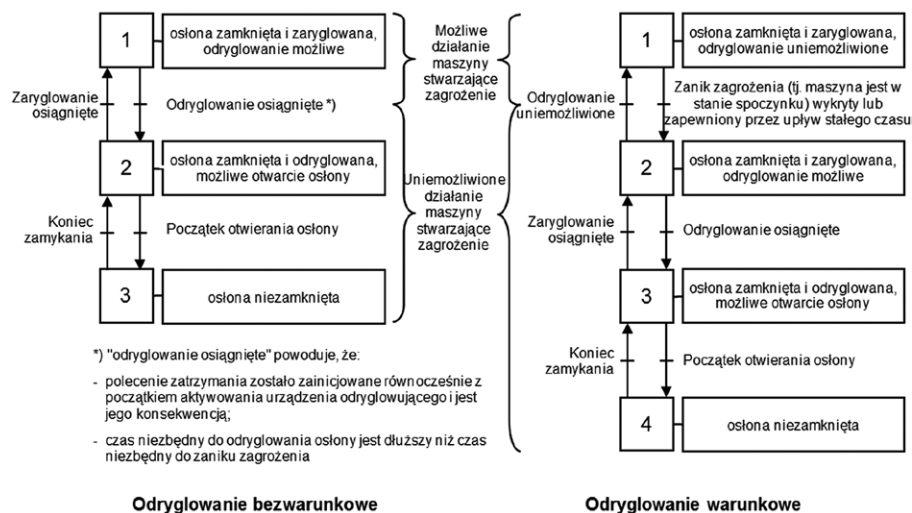 1
osłona zamknięta i zaryglowana,
odryglowanie możliwe
Zaryglowanie
osiągnięte
Odryglowanie osiągnięte *)
2
osłona zamknięta i odryglowana,
możliwe otwarcie osłony
Koniec
zamykania
Początek otwierania osłony
3
osłona niezamknięta
*) "odryglowanie osiągnięte" powoduje, że:
- polecenie zatrzymania zostało zainicjowane równocześnie z
początkiem aktywowania urządzenia odryglowującego i jest
jego konsekwencją;
- czas niezbędny do odryglowania osłony jest dłuższy niż czas
niezbędny do zaniku zagrożenia
Odryglowanie bezwarunkowe
Możliwe
działanie
maszyny
stwarzające
zagrożenie
Uniemożliwione
działanie
maszyny
stwarzające
zagrożenie
1
osłona zamknięta i zaryglowana,
odryglowanie uniemożliwione
Odryglowanie
uniemożliwione
Zanik zagrożenia (tj. maszyna jest w
stanie spoczynku) wykryty lub
zapewniony przez upływ stałego czasu
2
osłona zamknięta i zaryglowana,
odryglowanie możliwe
Zaryglowanie
osiągnięte
Odryglowanie osiągnięte
3
osłona zamknięta i odryglowana,
możliwe otwarcie osłony
Koniec
zamykania
Początek otwierania osłony
4
osłona niezamknięta
Odryglowanie warunkowe